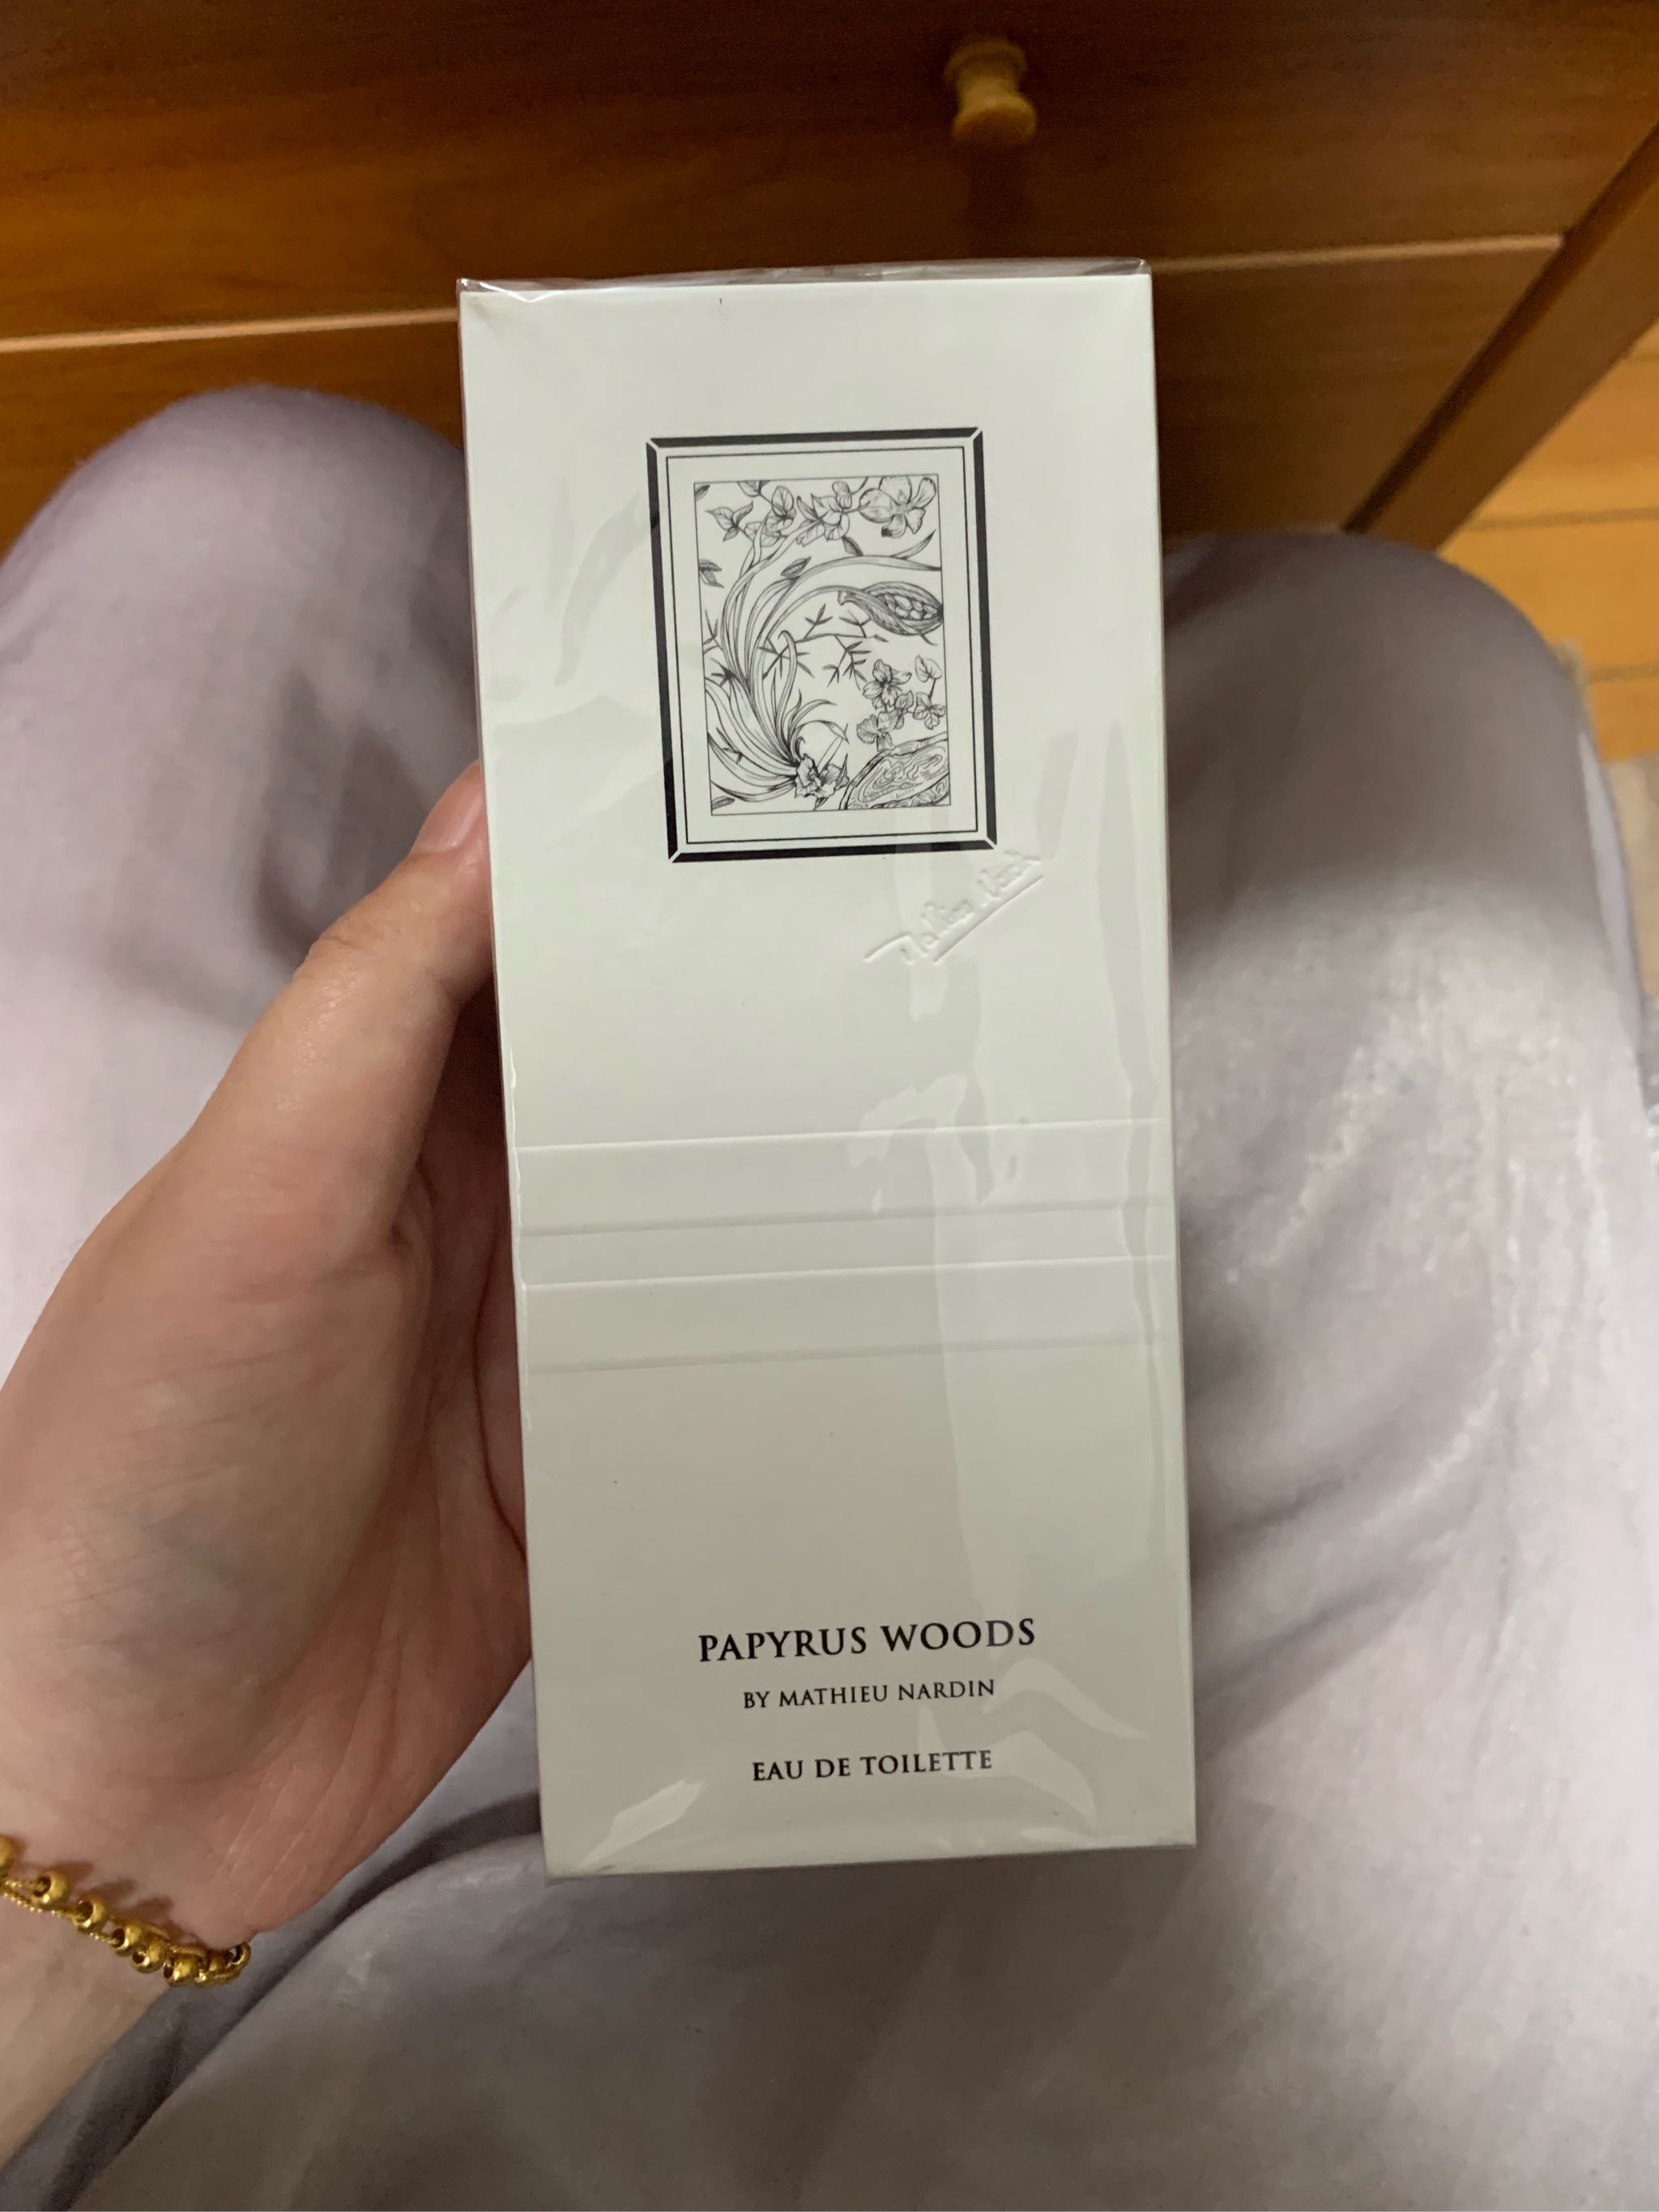 PAPYRUS WOODS
BY MATHIEU NARDIN
EAU DE TOILETTE